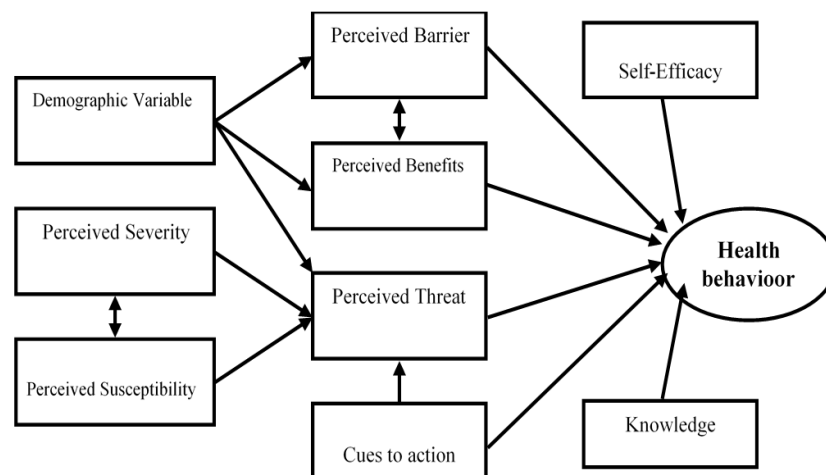 Perceived Barrier
Self-Efficacy
Demographic Variable
Perceived Benefits
Perceived Severity
Health
behavioor
Perceived Threat
Perceived Susceptibility
Cues to action
Knowledge